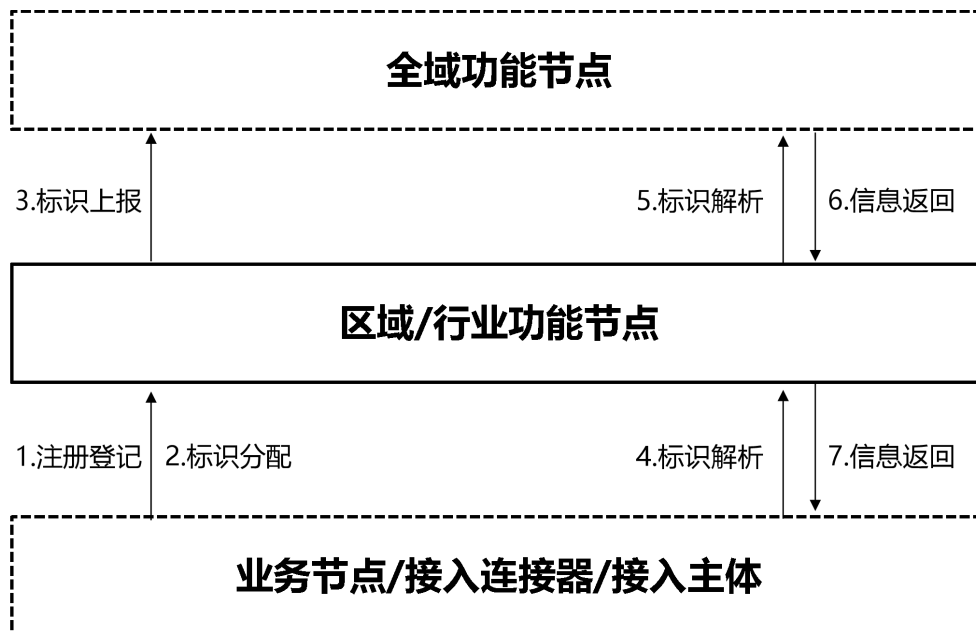 全域功能节点
3.标识上报
5.标识解析
6.信息返回
区域/行业功能节点
1.注册登记
2.标识分配
4.标识解析
7.信息返回
业务节点/接入连接器/接入主体